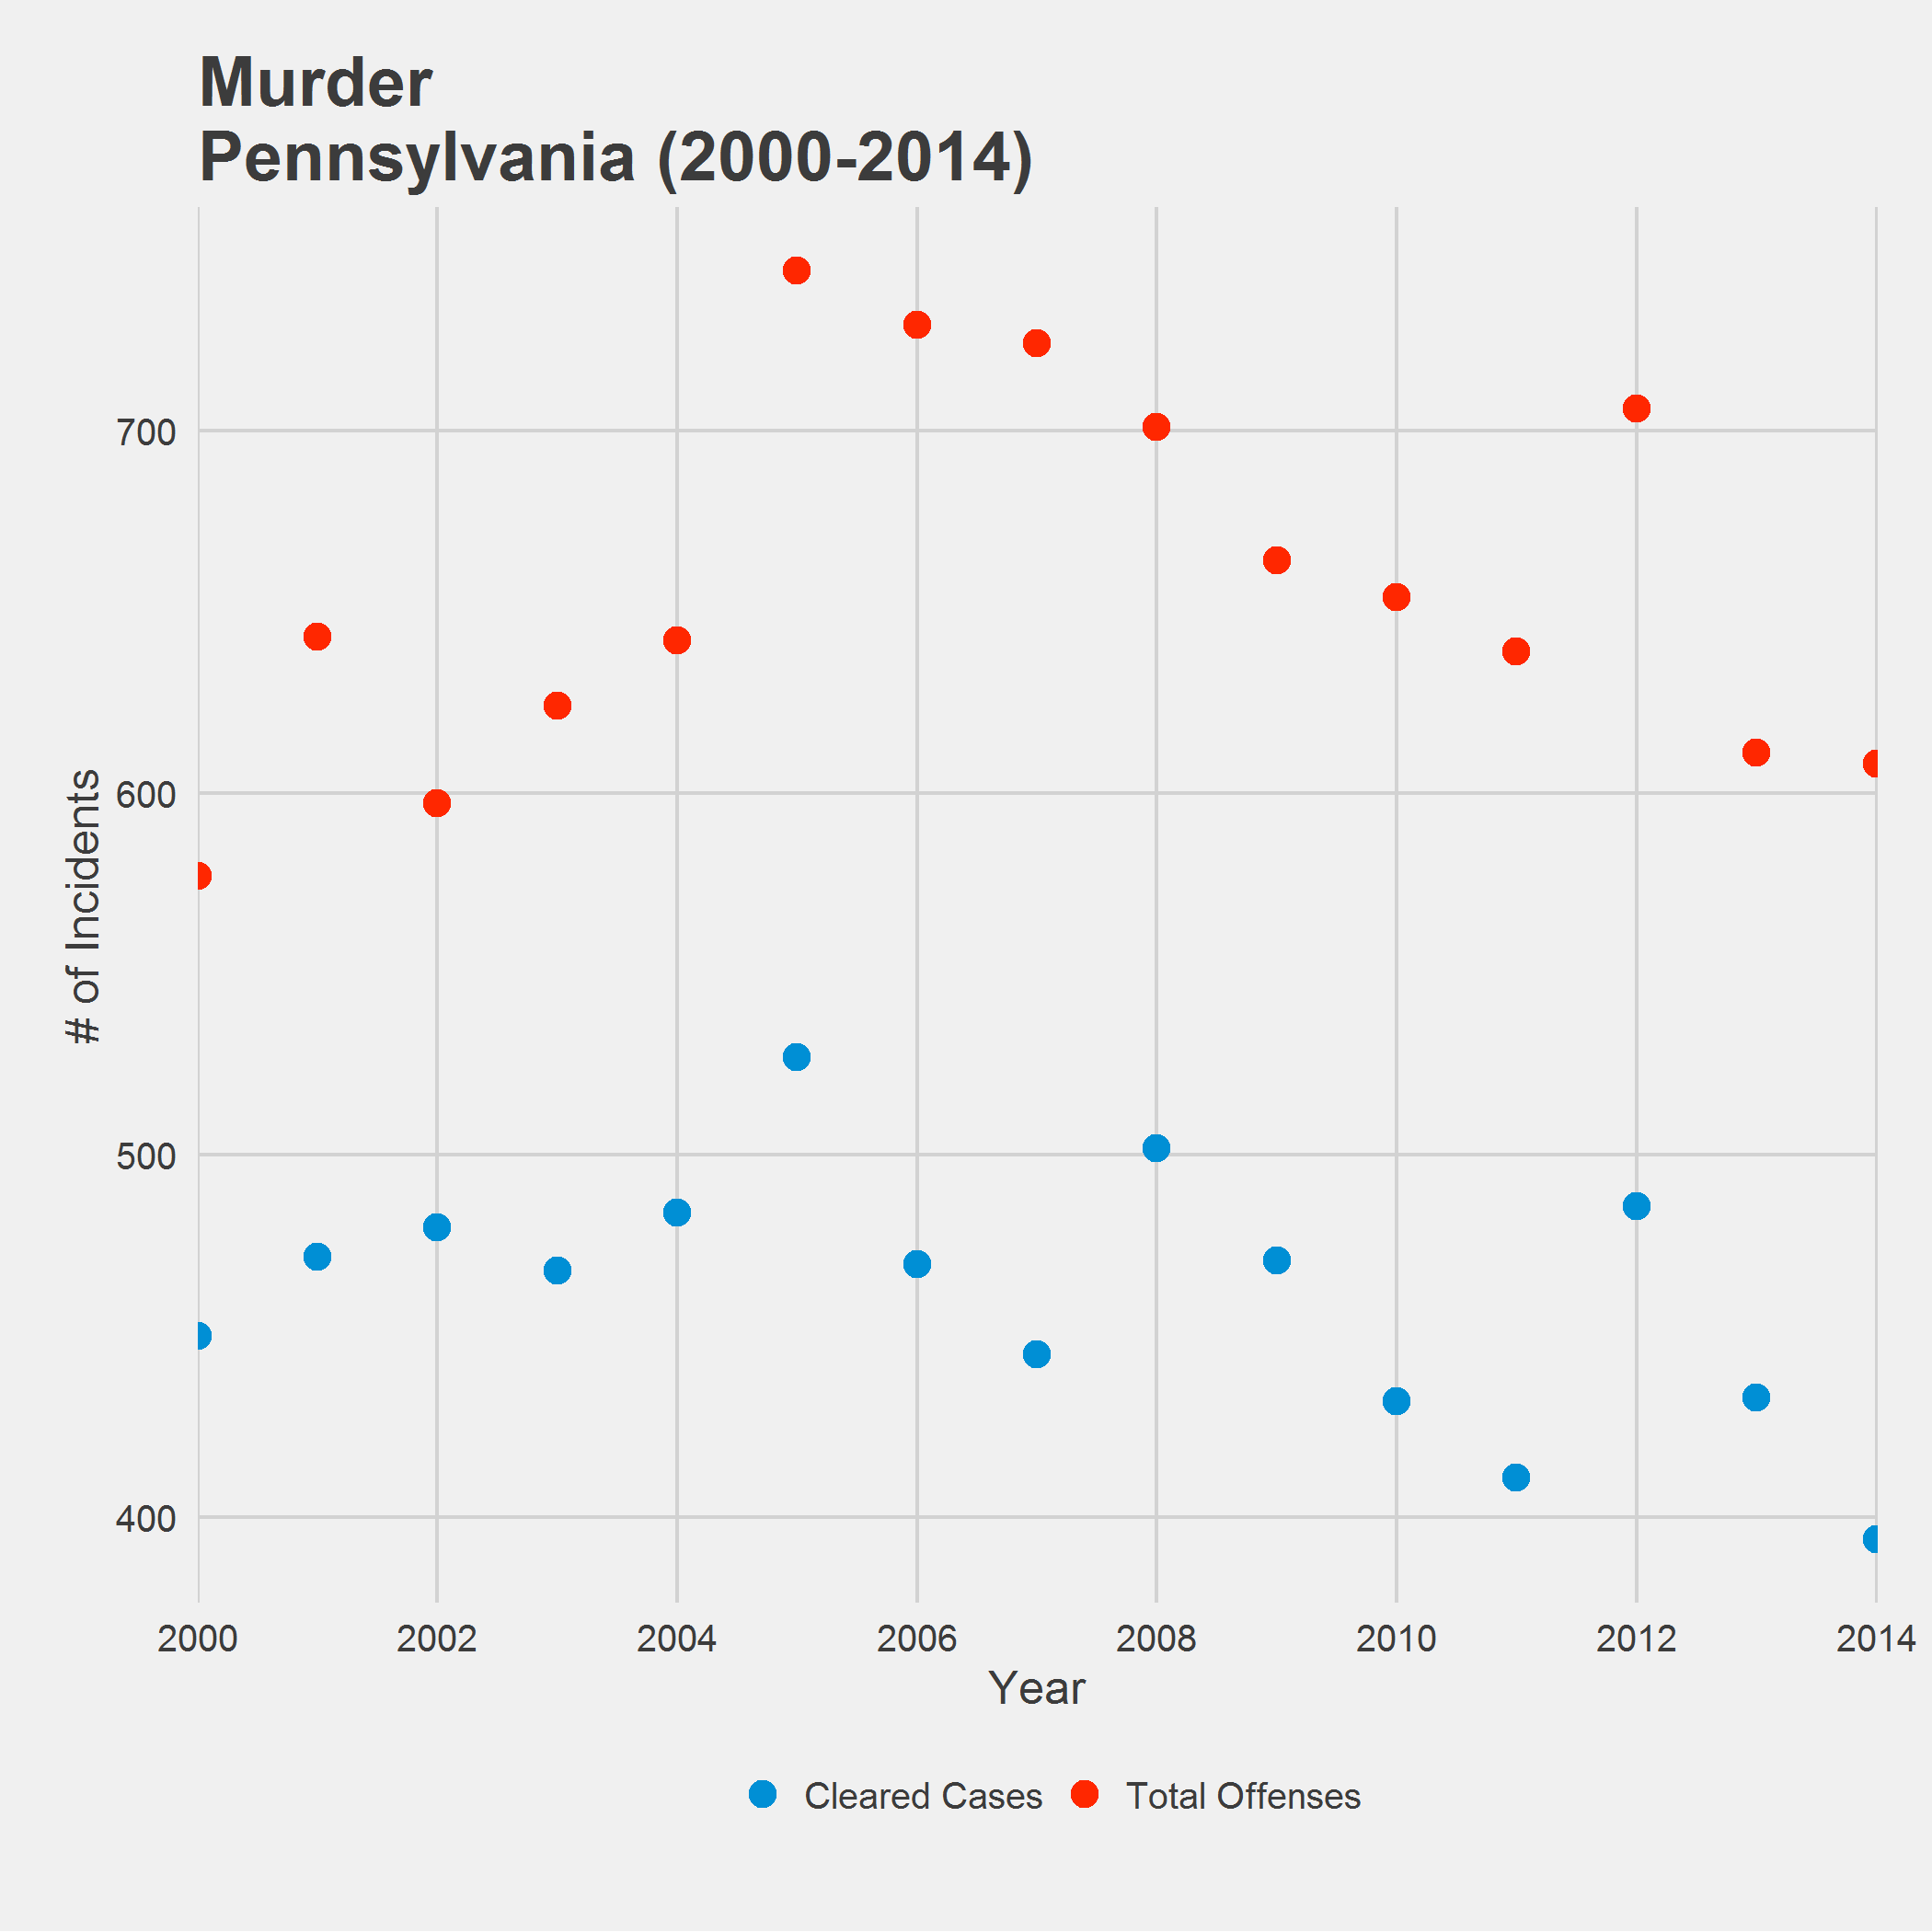 Murder
Pennsylvania (2000-2014)
700
600
500
400
# of Incidents
2000 2002 2004 2006 2008 2010 2012 2014
Year
Cleared Cases Total Offenses